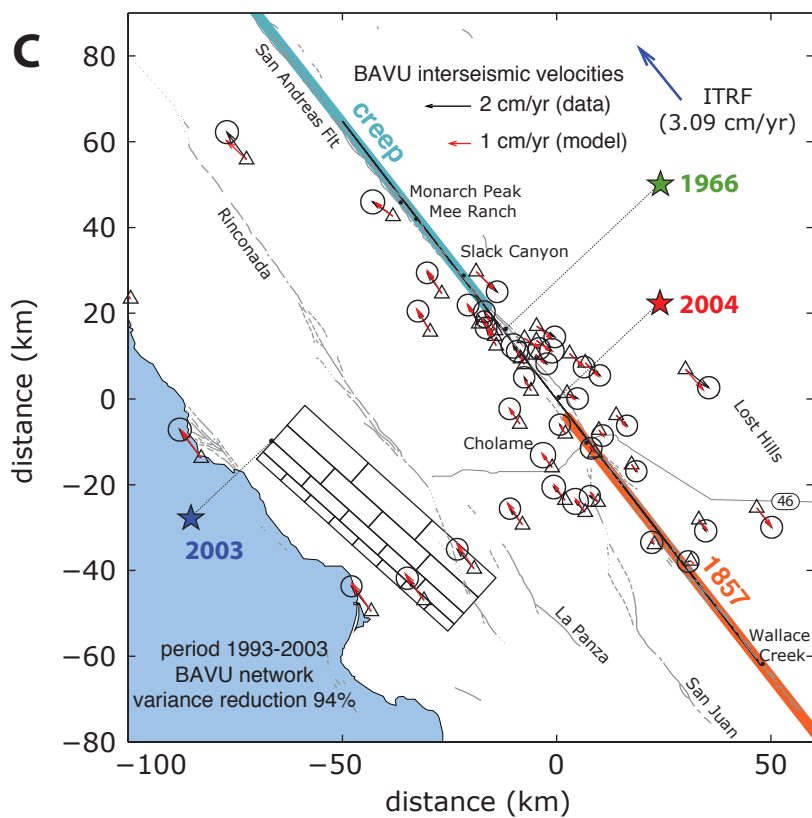 C
80
60
40
20
0
−20
−40
−60
−80
−100
−50
0
50
distance (km)
distance (km)
BAVU interseismic velocities
2 cm/yr (data)
1 cm/yr (model)
ITRF
(3.09 cm/yr)
San Andreas Flt
creep
1966
2004
Monarch Peak
Mee Ranch
Slack Canyon
Rinconada
Lost Hills
Cholame
46
2003
1857
La Panza
San Juan
Wallace
Creek
period 1993-2003
BAVU network
variance reduction 94%